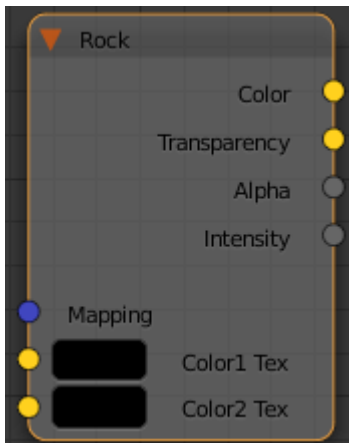 Rock
Color
Transparency
Alpha
Intensity
Mapping
Color1 Tex
Color2 Tex